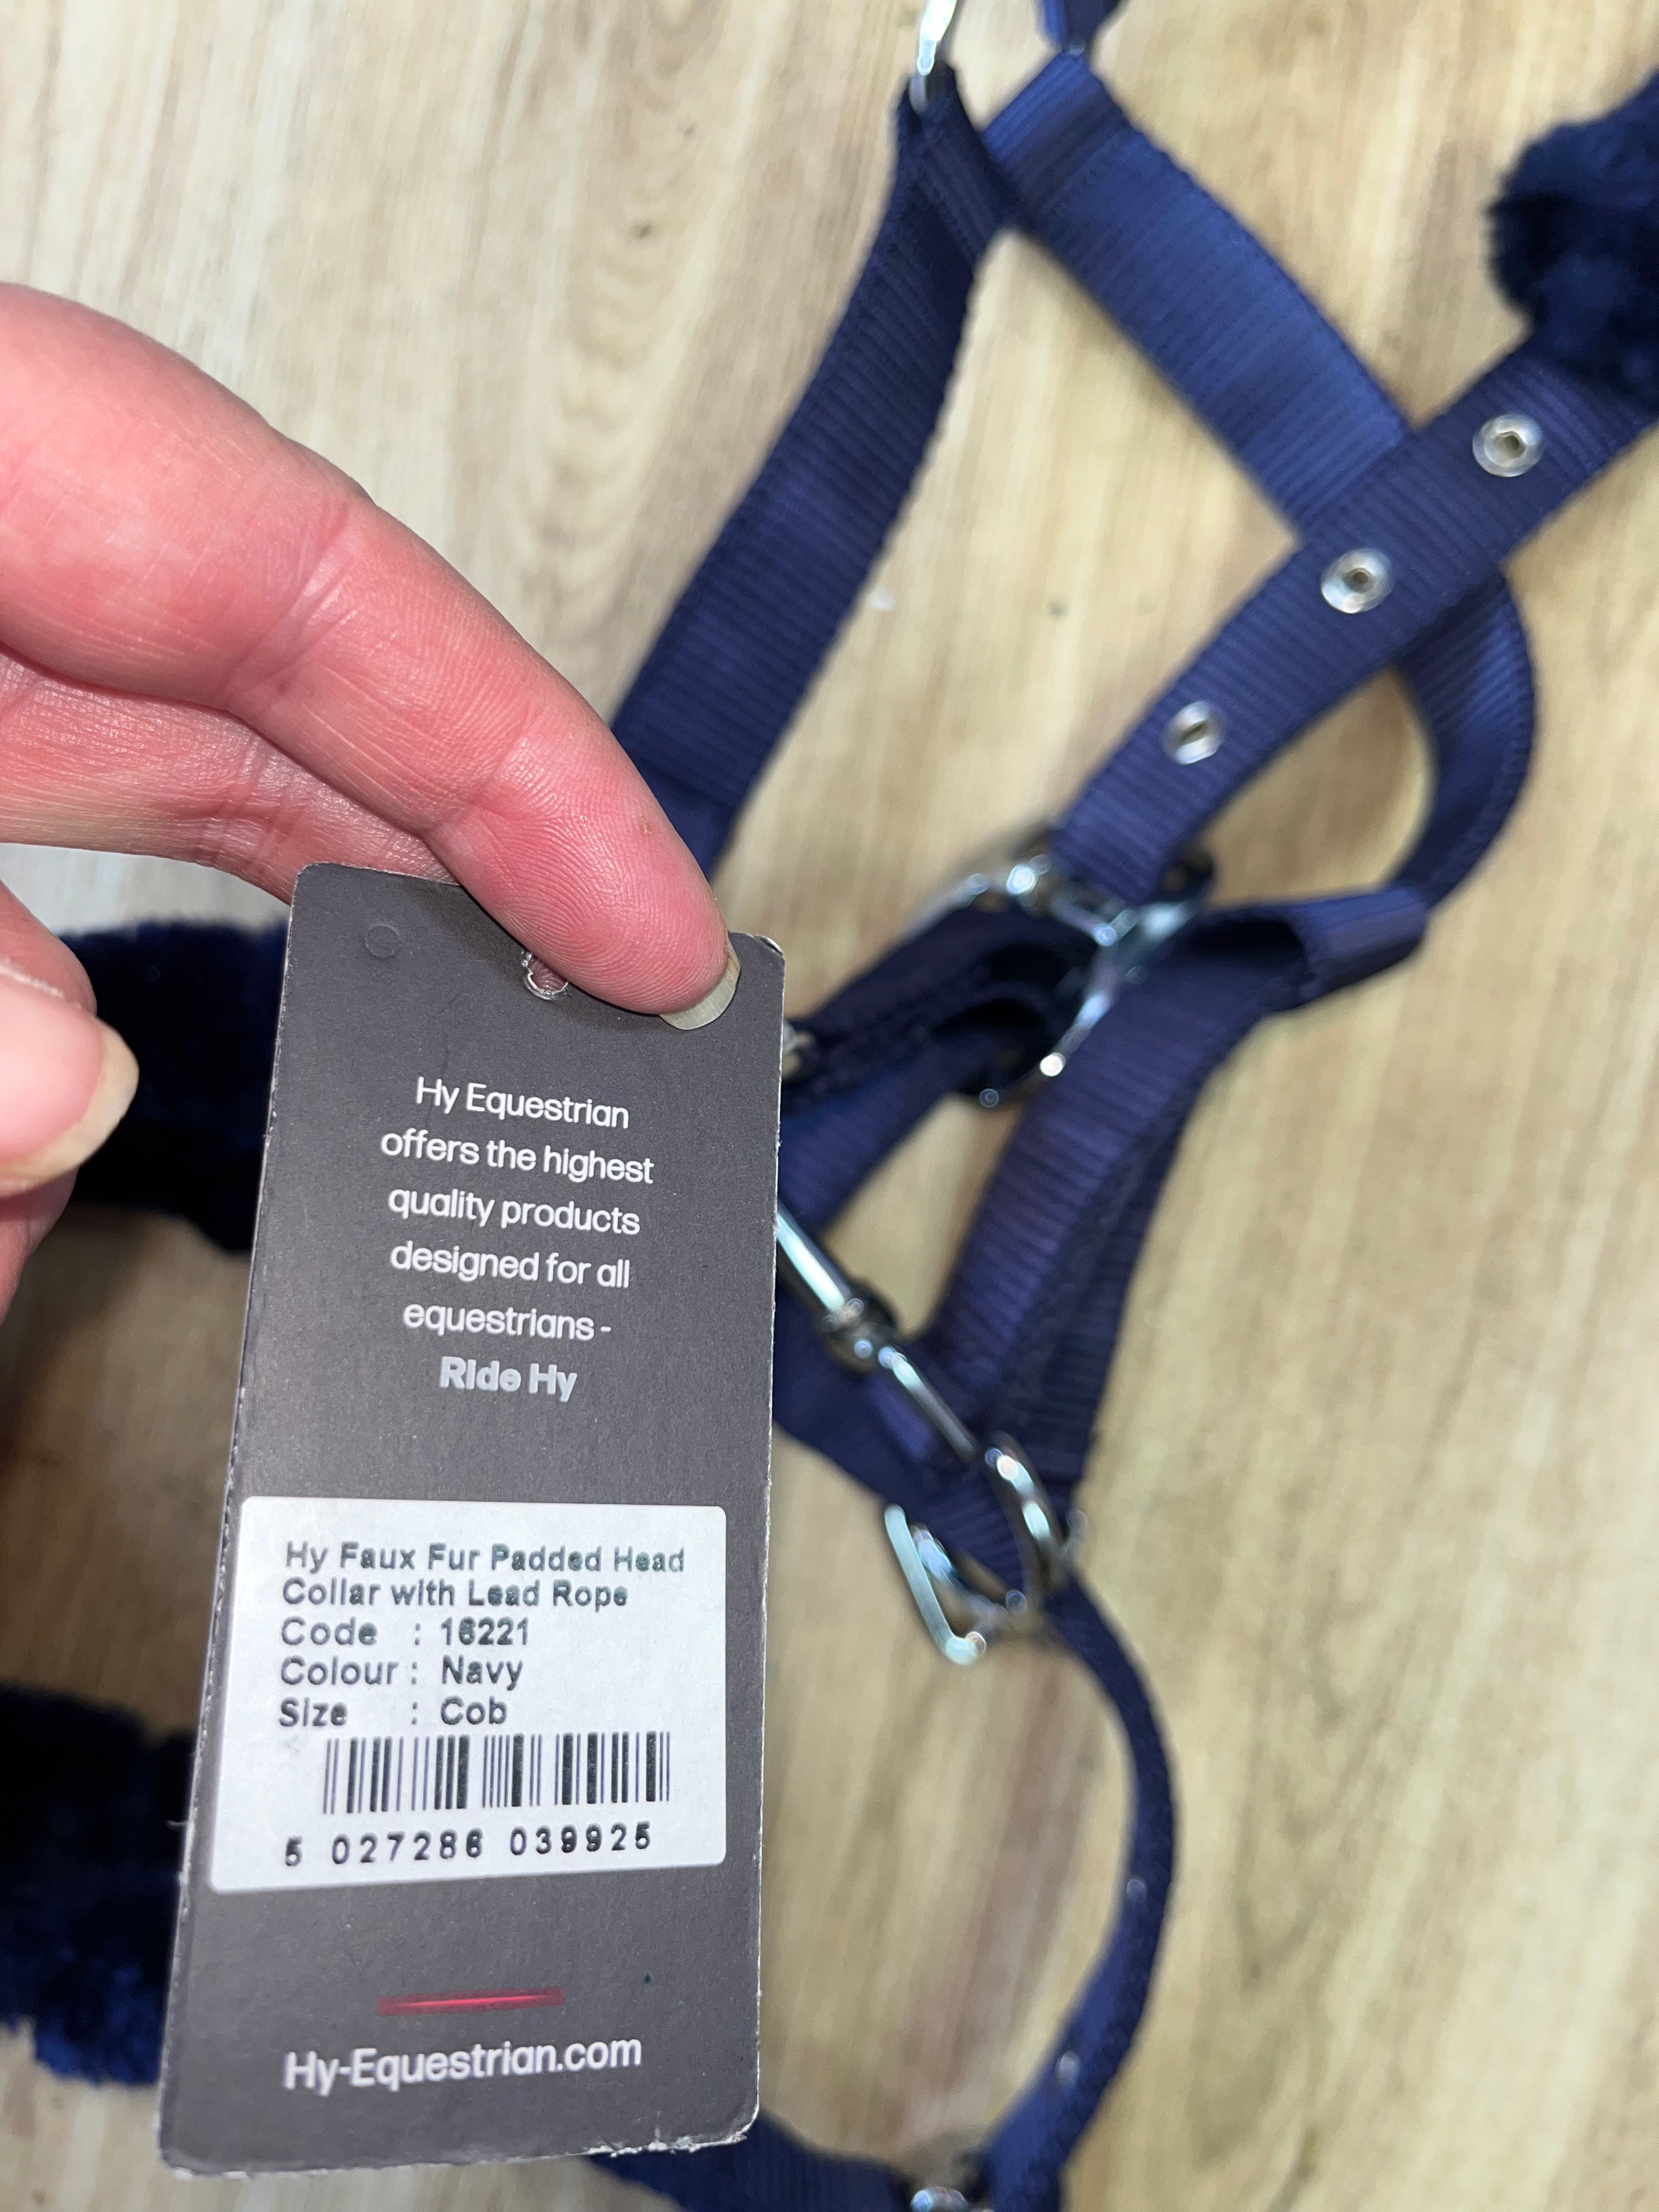 Hy Equestrian
offers the highest
quality products
designed for all
equestrians -
Ride Hy
Hy Faux Fur Padded Head
Collar with Lead Rope
Code : 16221
Colour : Navy
Size : Cob
5 027286 039925
Hy-Equestrian.com